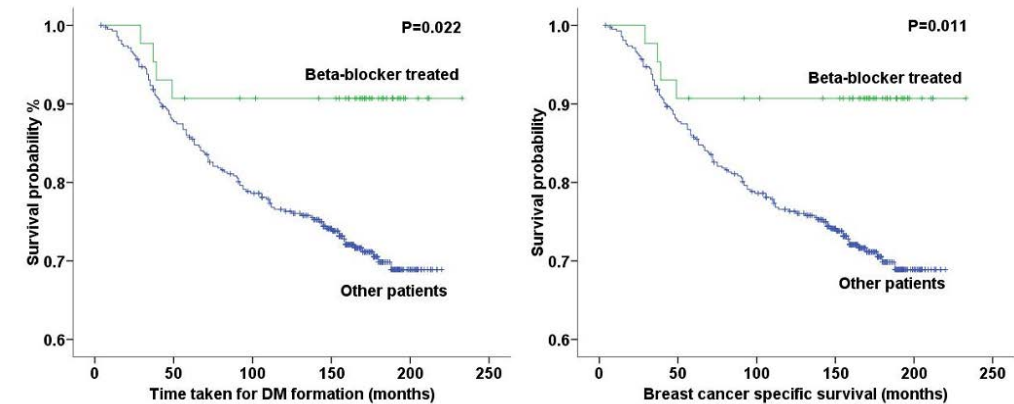 P=0.022
Beta-blocker treated
Other patients
Survival probability %
1.0
0.9
0.8
0.7
0.6
0 50 100 150 200 250
Time taken for DM formation (months)
P=0.011
Beta-blocker treated
Other patients
Survival probability
1.0
0.9
0.8
0.7
0.6
0 50 100 150 200 250
Breast cancer specific survival (months)